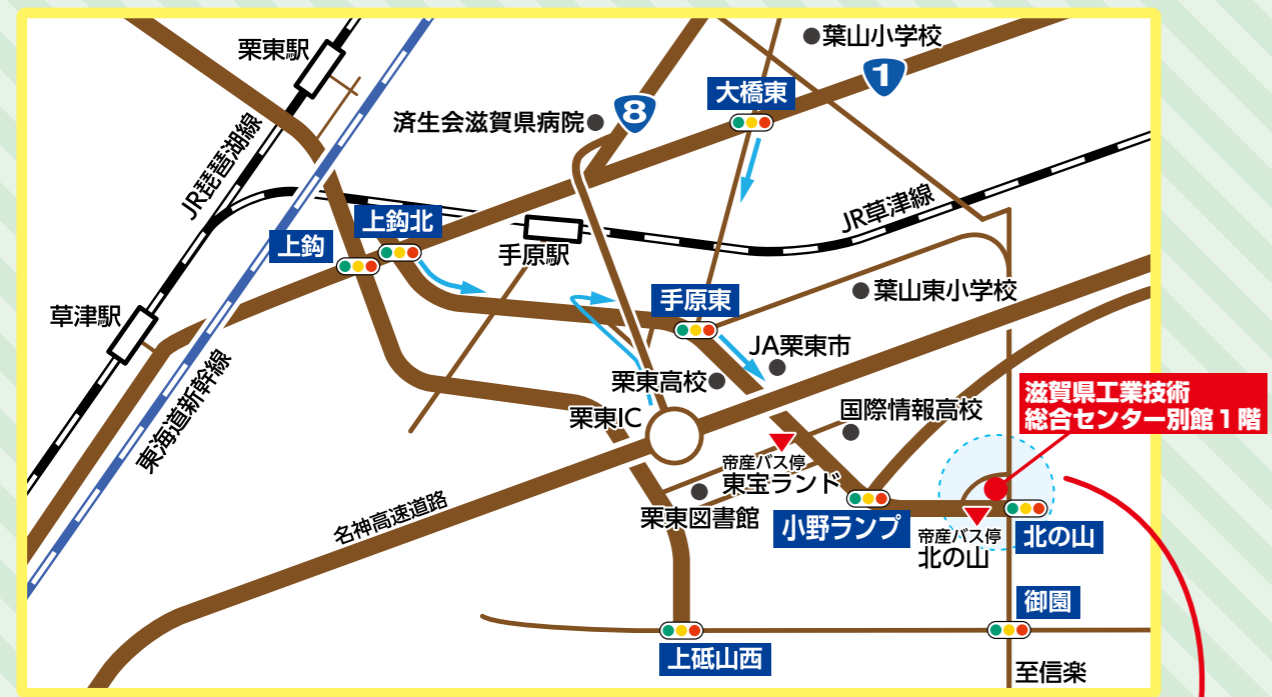 葉山小学校
栗東駅
1
大橋東
8
済生会滋賀県病院
JR琵琶湖線
JR草津線
上鈎北
上鈎
手原駅
葉山東小学校
手原東
草津駅
JA栗東市
東海道新幹線
栗東高校
滋賀県工業技術
総合センター別館1階
栗東IC
国際情報高校
帝産バス停
東宝ランド
名神高速道路
栗東図書館
小野ランプ
帝産バス停
北の山
北の山
御園
上砥山西
至信楽